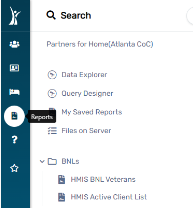 Search
Partners for Home(Atlanta CoC)
Data Explorer
Query Designer
Reports
My Saved Reports
Files on Server
BNLs
HMIS BNL Veterans
?
HMIS Active Client List